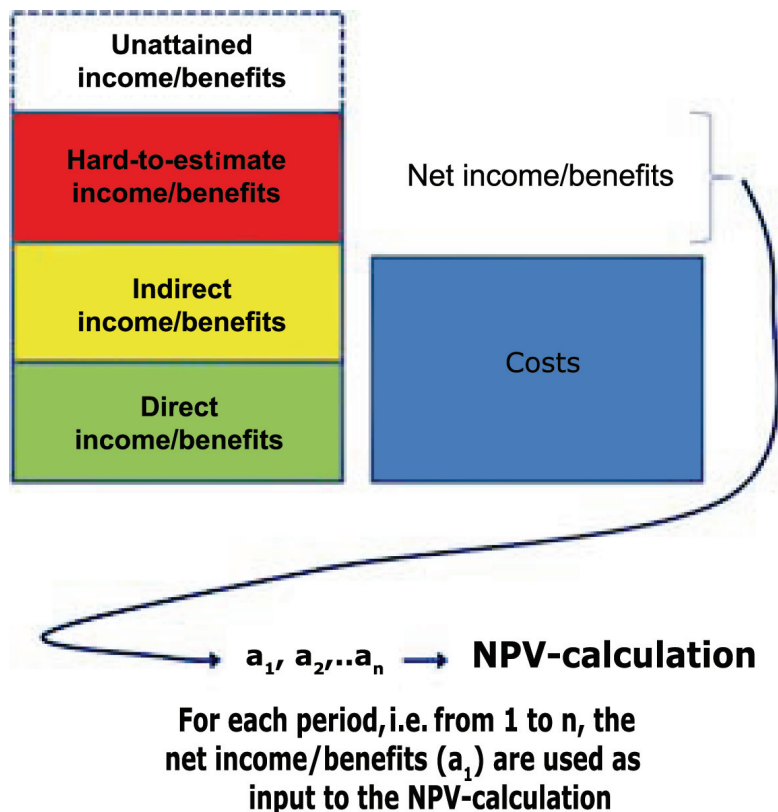 Unattained
income/benefits
Hard-to-estimate
income/benefits
Net income/benefits
Indirect
income/benefits
Costs
Direct
income/benefits
a₁, a₂,..aₙ → NPV-calculation
For each period, i.e. from 1 to n, the
net income/benefits (a₁) are used as
input to the NPV-calculation